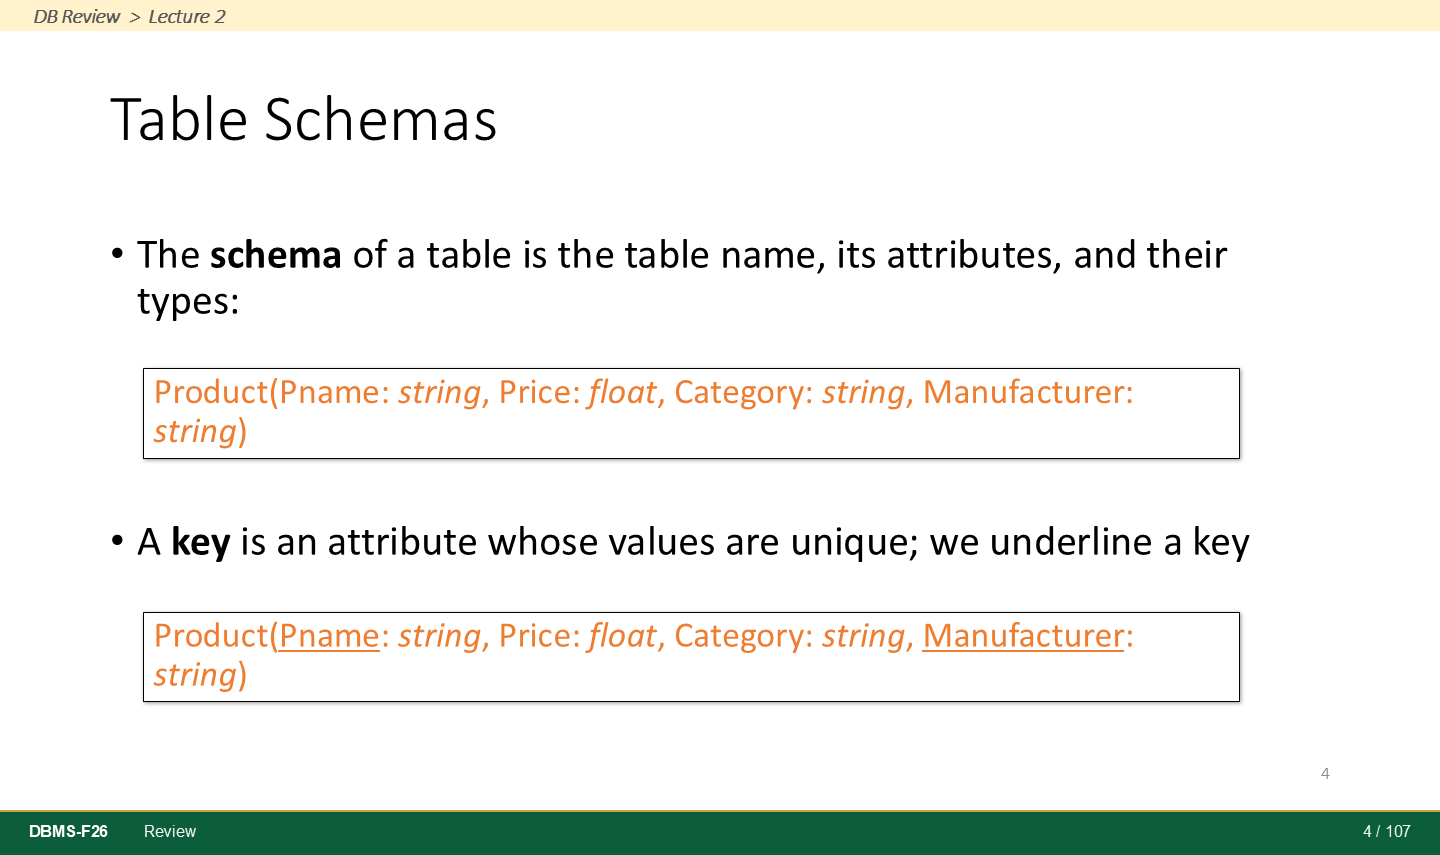 DB Review > Lecture 2
Table Schemas
• The schema of a table is the table name, its attributes, and their
types:
Product(Pname: string, Price: float, Category: string, Manufacturer:
string)
• A key is an attribute whose values are unique; we underline a key
Product(Pname: string, Price: float, Category: string, Manufacturer:
string)
4
DBMS-F26 Review 4 / 107